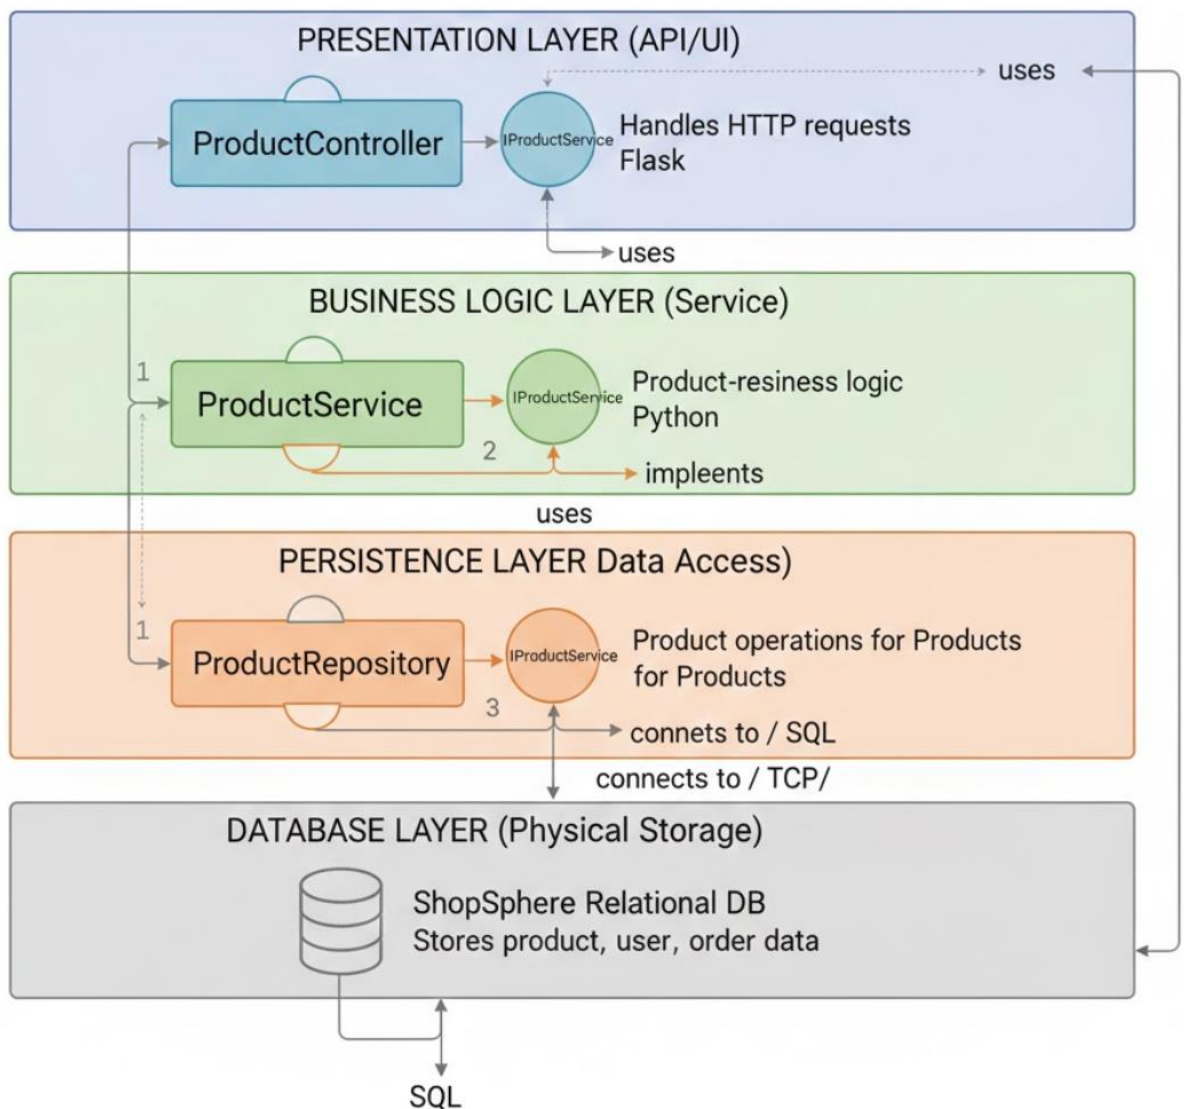 PRESENTATION LAYER (API/UI)
uses
ProductController
IProductService
Handles HTTP requests
Flask
uses
BUSINESS LOGIC LAYER (Service)
1
ProductService
IProductService
Product-resiness logic
Python
2
impleents
uses
PERSISTENCE LAYER Data Access)
1
ProductRepository
IProductService
Product operations for Products
for Products
3
connets to / SQL
connects to / TCP/
DATABASE LAYER (Physical Storage)
ShopSphere Relational DB
Stores product, user, order data
SQL